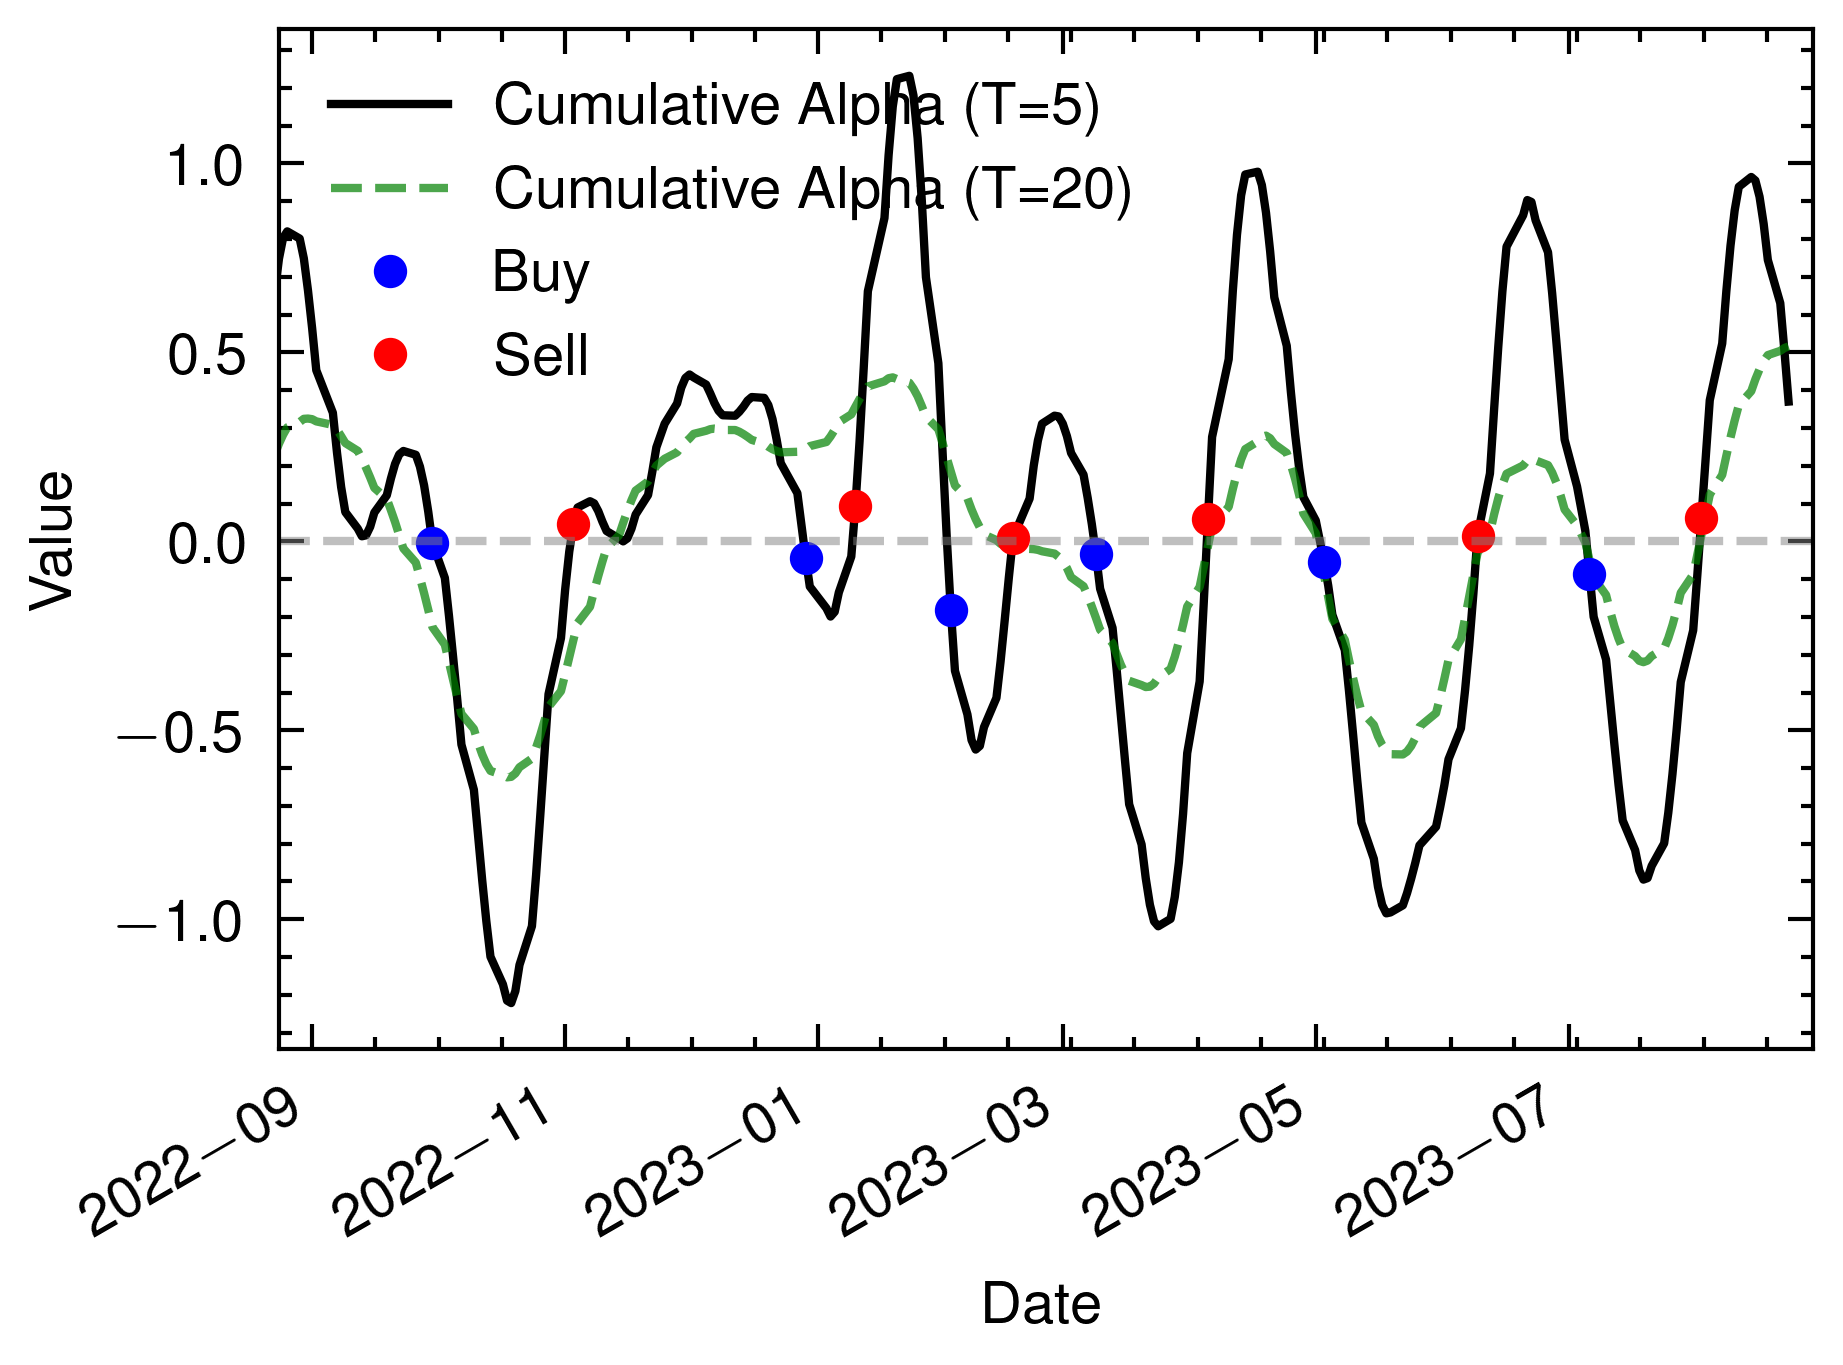 Cumulative Alpha (T=5)
Cumulative Alpha (T=20)
Buy
Sell
1.0
0.5
0.0
−0.5
−1.0
Value
2022−09
2022−11
2023−01
2023−03
2023−05
2023−07
Date